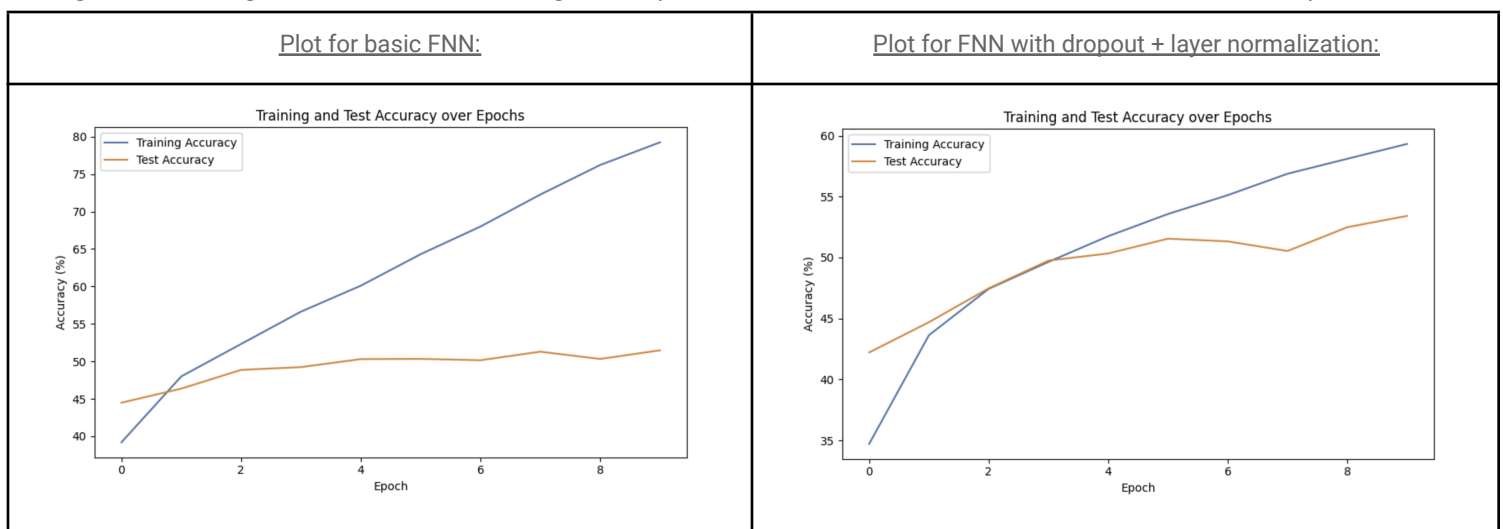 Plot for basic FNN:
Plot for FNN with dropout + layer normalization:
Training and Test Accuracy over Epochs
Training Accuracy
Test Accuracy
80
75
70
65
60
55
50
45
40
Accuracy (%)
0 2 4 6 8
Epoch
Training and Test Accuracy over Epochs
Training Accuracy
Test Accuracy
60
55
50
45
40
35
Accuracy (%)
0 2 4 6 8
Epoch